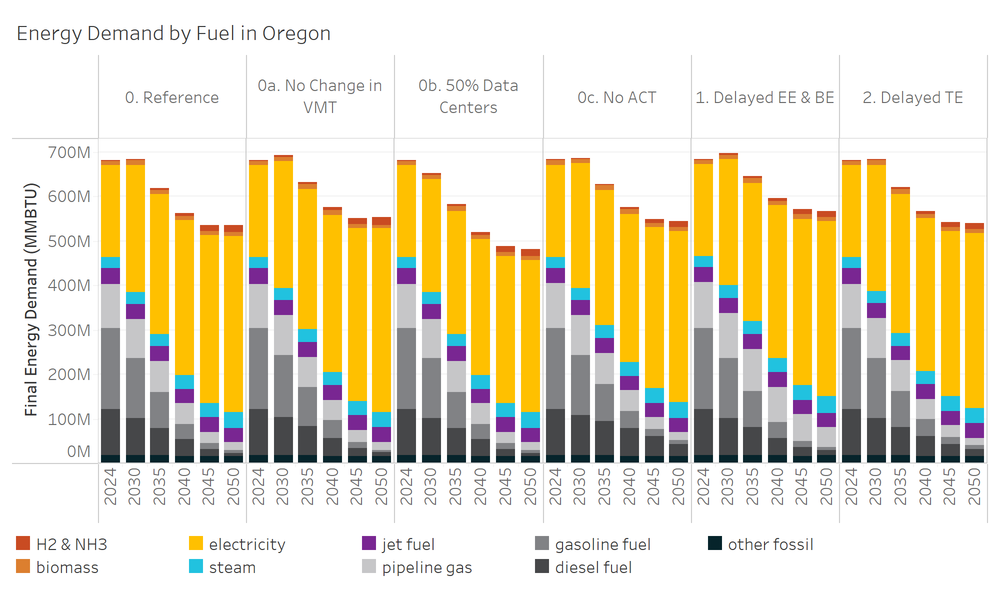 Energy Demand by Fuel in Oregon
0. Reference
0a. No Change in
VMT
0b. 50% Data
Centers
0c. No ACT
1. Delayed EE & BE
2. Delayed TE
Final Energy Demand (MMBTU)
700M
600M
500M
400M
300M
200M
100M
0M
2024 2030 2035 2040 2045 2050 2024 2030 2035 2040 2045 2050 2024 2030 2035 2040 2045 2050 2024 2030 2035 2040 2045 2050 2024 2030 2035 2040 2045 2050 2024 2030 2035 2040 2045 2050
H2 & NH3 electricity jet fuel gasoline fuel other fossil
biomass steam pipeline gas diesel fuel